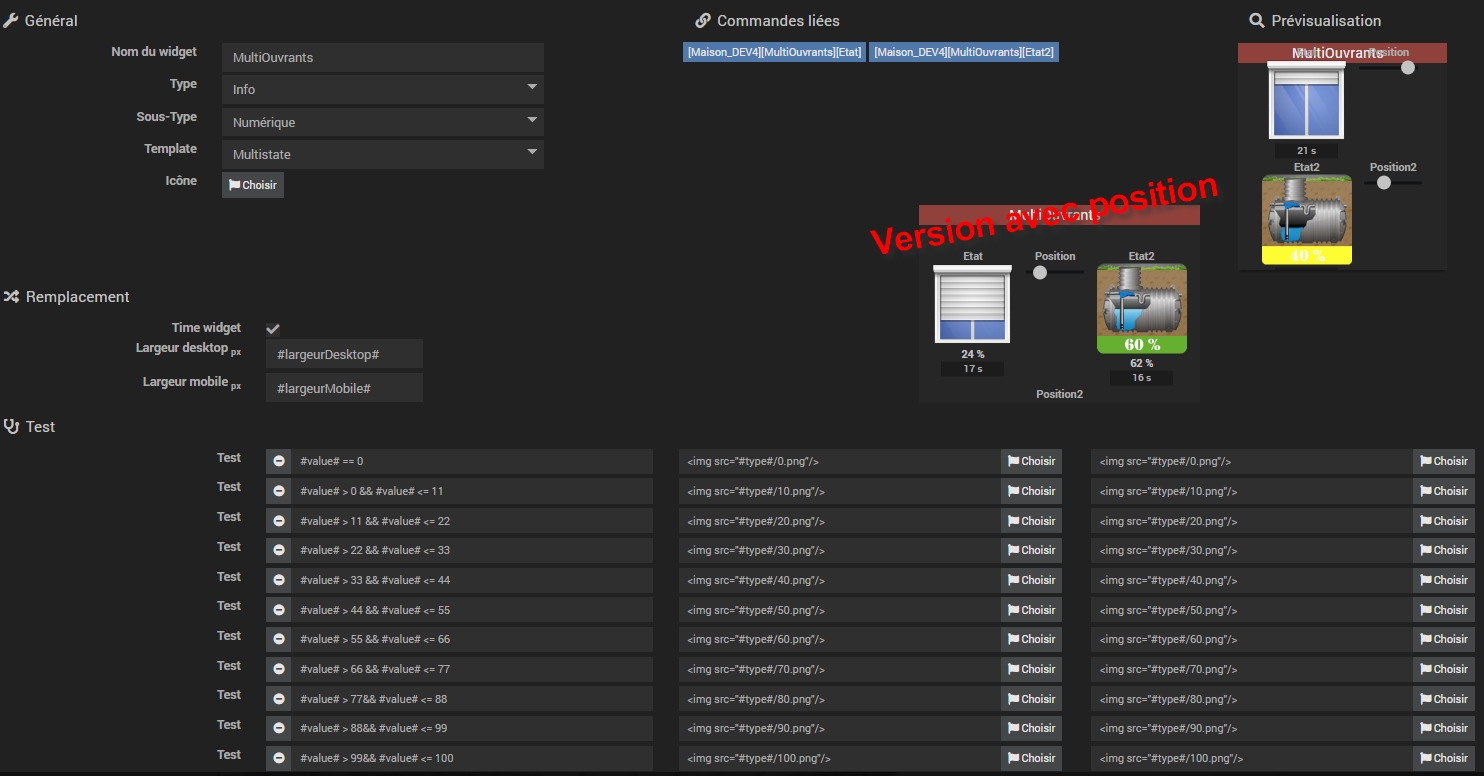 Général
Nom du widget
MultiOuvrants
Type
Info
Sous-Type
Numérique
Template
Multistate
Icône
Choisir
Commandes liées
[Maison_DEV4][MultiOuvrants][Etat]
[Maison_DEV4][MultiOuvrants][Etat2]
Prévisualisation
MultiOuvrants
Position
21 s
Etat2
Position2
40 %
Version avec position
MultiOuvrants
Etat
Position
Etat2
24 %
17 s
60 %
62 %
16 s
Position2
Remplacement
Time widget
Largeur desktop px
#largeurDesktop#
Largeur mobile px
#largeurMobile#
Test
Test #value# == 0 <img src="#type#/0.png"/> Choisir <img src="#type#/0.png"/> Choisir
Test #value# > 0 && #value# <= 11 <img src="#type#/10.png"/> Choisir <img src="#type#/10.png"/> Choisir
Test #value# > 11 && #value# <= 22 <img src="#type#/20.png"/> Choisir <img src="#type#/20.png"/> Choisir
Test #value# > 22 && #value# <= 33 <img src="#type#/30.png"/> Choisir <img src="#type#/30.png"/> Choisir
Test #value# > 33 && #value# <= 44 <img src="#type#/40.png"/> Choisir <img src="#type#/40.png"/> Choisir
Test #value# > 44 && #value# <= 55 <img src="#type#/50.png"/> Choisir <img src="#type#/50.png"/> Choisir
Test #value# > 55 && #value# <= 66 <img src="#type#/60.png"/> Choisir <img src="#type#/60.png"/> Choisir
Test #value# > 66 && #value# <= 77 <img src="#type#/70.png"/> Choisir <img src="#type#/70.png"/> Choisir
Test #value# > 77&& #value# <= 88 <img src="#type#/80.png"/> Choisir <img src="#type#/80.png"/> Choisir
Test #value# > 88&& #value# <= 99 <img src="#type#/90.png"/> Choisir <img src="#type#/90.png"/> Choisir
Test #value# > 99&& #value# <= 100 <img src="#type#/100.png"/> Choisir <img src="#type#/100.png"/> Choisir